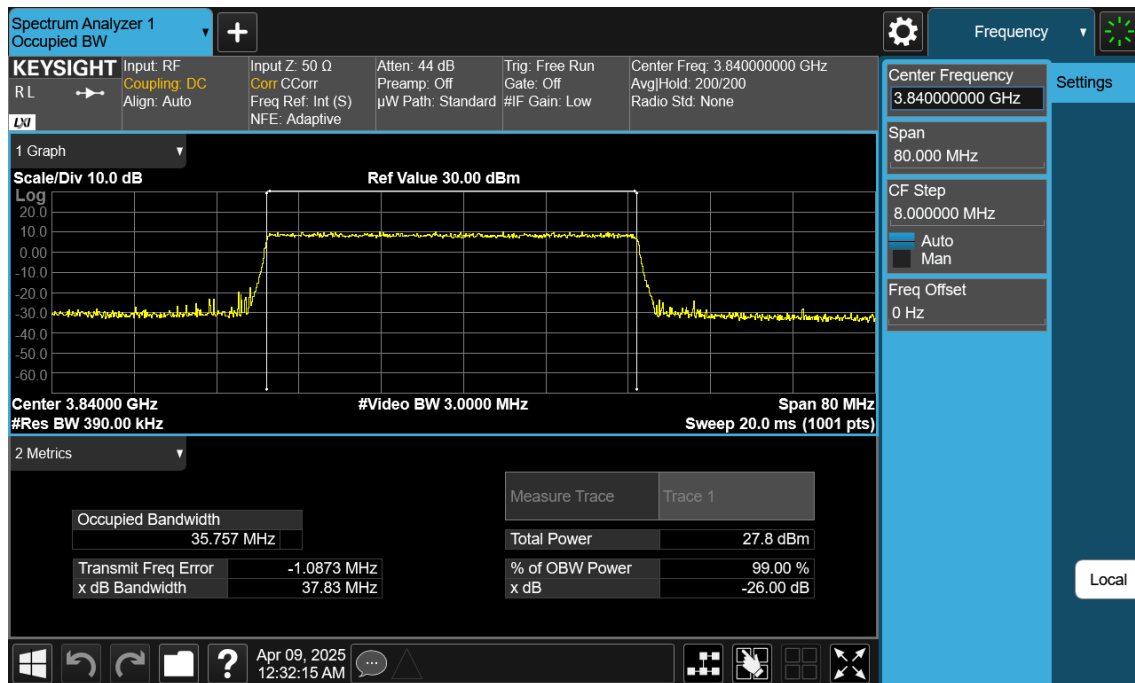 Spectrum Analyzer 1
Occupied BW
+
Frequency
KEYSIGHT
R L
LXI
Input: RF
Coupling: DC
Align: Auto
Input Z: 50 Ω
Corr CCorr
Freq Ref: Int (S)
NFE: Adaptive
Atten: 44 dB
Preamp: Off
µW Path: Standard
Trig: Free Run
Gate: Off
#IF Gain: Low
Center Freq: 3.840000000 GHz
Avg|Hold: 200/200
Radio Std: None
Center Frequency
3.840000000 GHz
Settings
Span
80.000 MHz
CF Step
8.000000 MHz
Auto
Man
Freq Offset
0 Hz
Local
1 Graph
Scale/Div 10.0 dB
Ref Value 30.00 dBm
Log
20.0
10.0
0.00
-10.0
-20.0
-30.0
-40.0
-50.0
-60.0
Center 3.84000 GHz
#Video BW 3.0000 MHz
Span 80 MHz
#Res BW 390.00 kHz
Sweep 20.0 ms (1001 pts)
2 Metrics
Measure Trace
Trace 1
Occupied Bandwidth
35.757 MHz
Total Power
27.8 dBm
Transmit Freq Error
-1.0873 MHz
% of OBW Power
99.00 %
x dB Bandwidth
37.83 MHz
x dB
-26.00 dB
?
Apr 09, 2025
12:32:15 AM